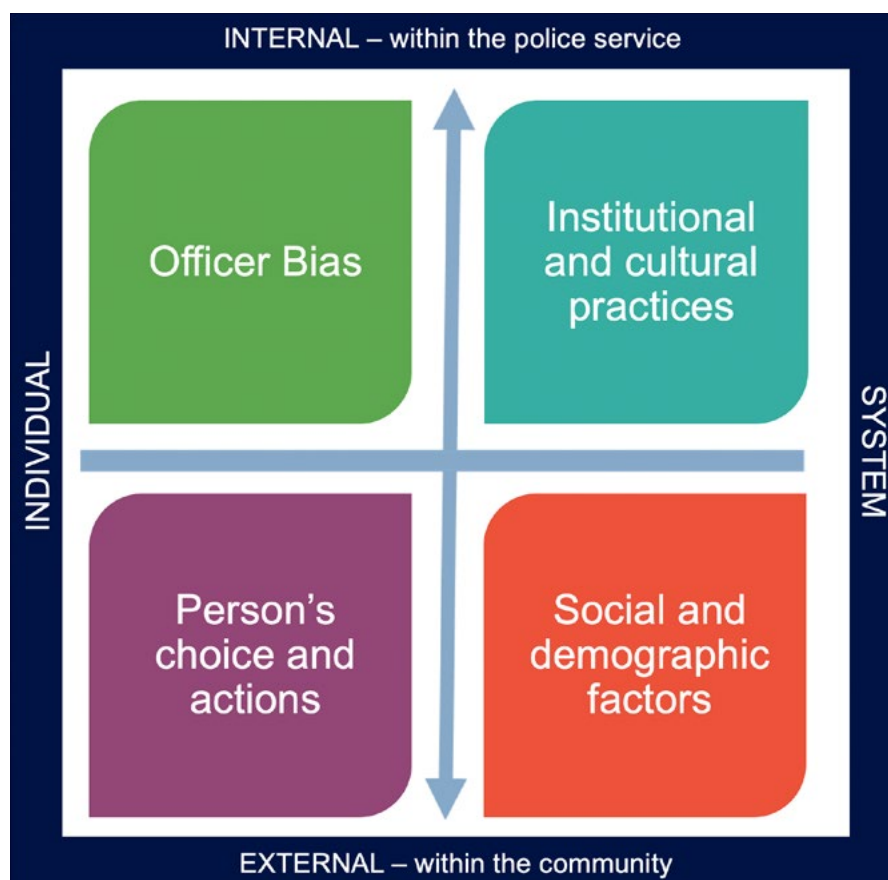 INTERNAL – within the police service
Officer Bias
Institutional
and cultural
practices
INDIVIDUAL
SYSTEM
Person’s
choice and
actions
Social and
demographic
factors
EXTERNAL – within the community